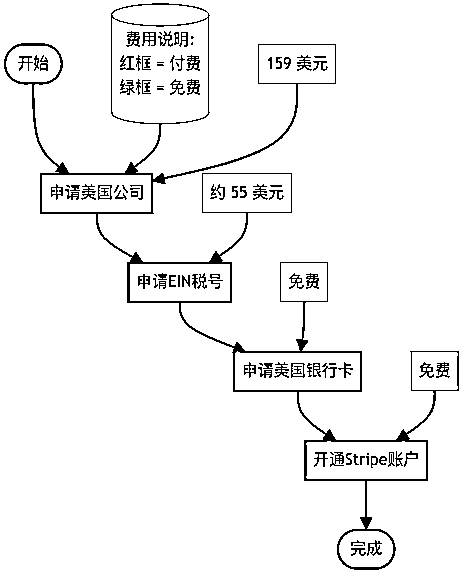 开始
费用说明:
红框 = 付费
绿框 = 免费
159 美元
申请美国公司
约 55 美元
申请EIN税号
免费
申请美国银行卡
免费
开通Stripe账户
完成